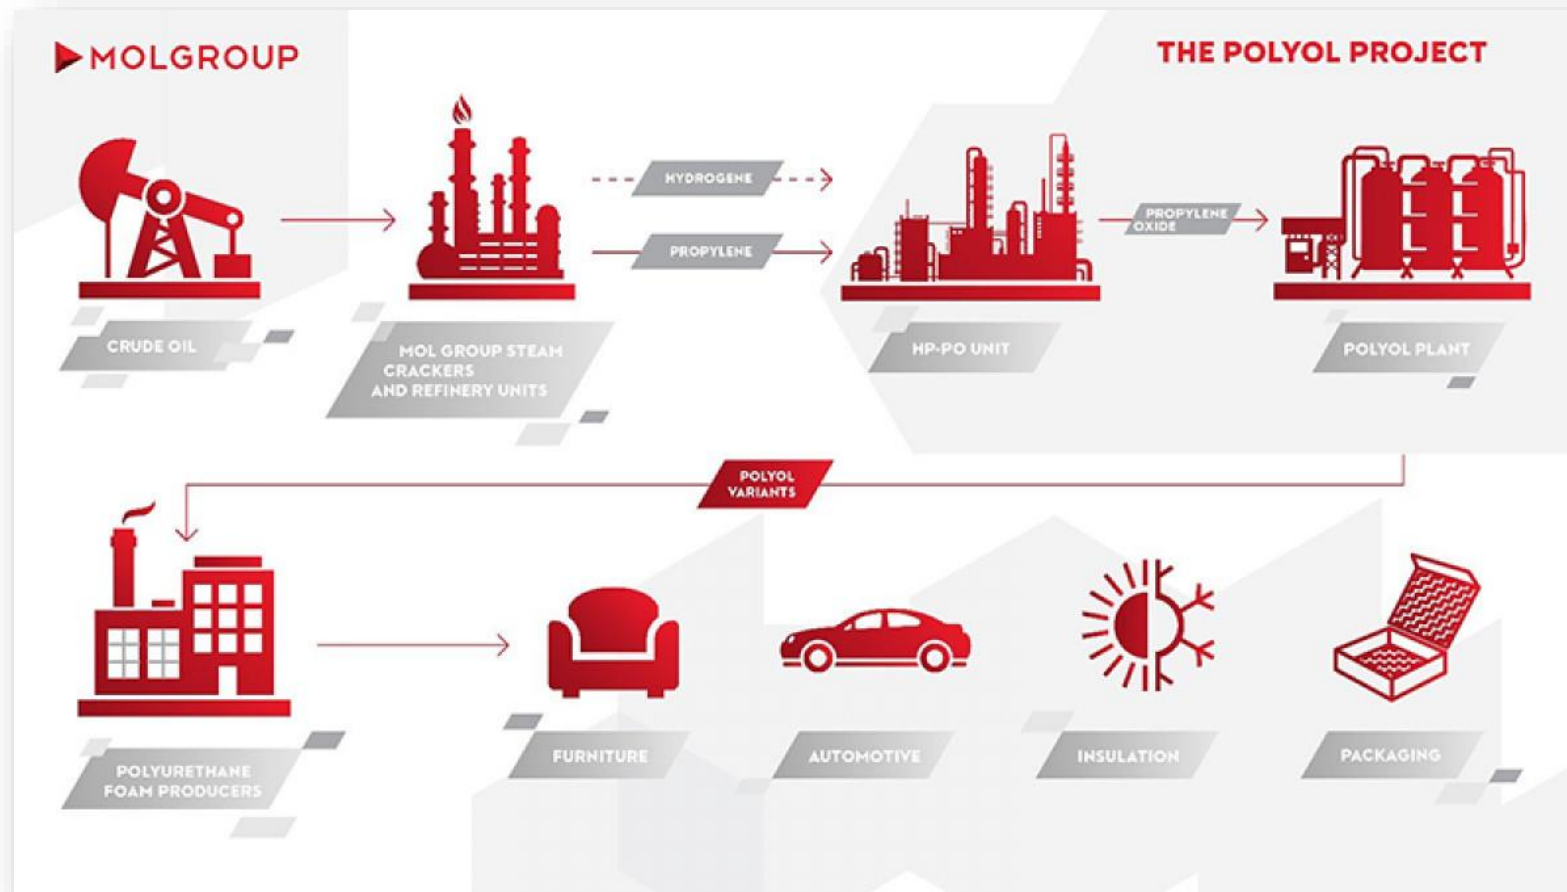 MOLGROUP
THE POLYOL PROJECT
HYDROGENE
PROPYLENE
PROPYLENE
OXIDE
CRUDE OIL
MOL GROUP STEAM
CRACKERS
AND REFINERY UNITS
HP-PO UNIT
POLYOL PLANT
POLYOL
VARIANTS
POLYURETHANE
FOAM PRODUCERS
FURNITURE
AUTOMOTIVE
INSULATION
PACKAGING